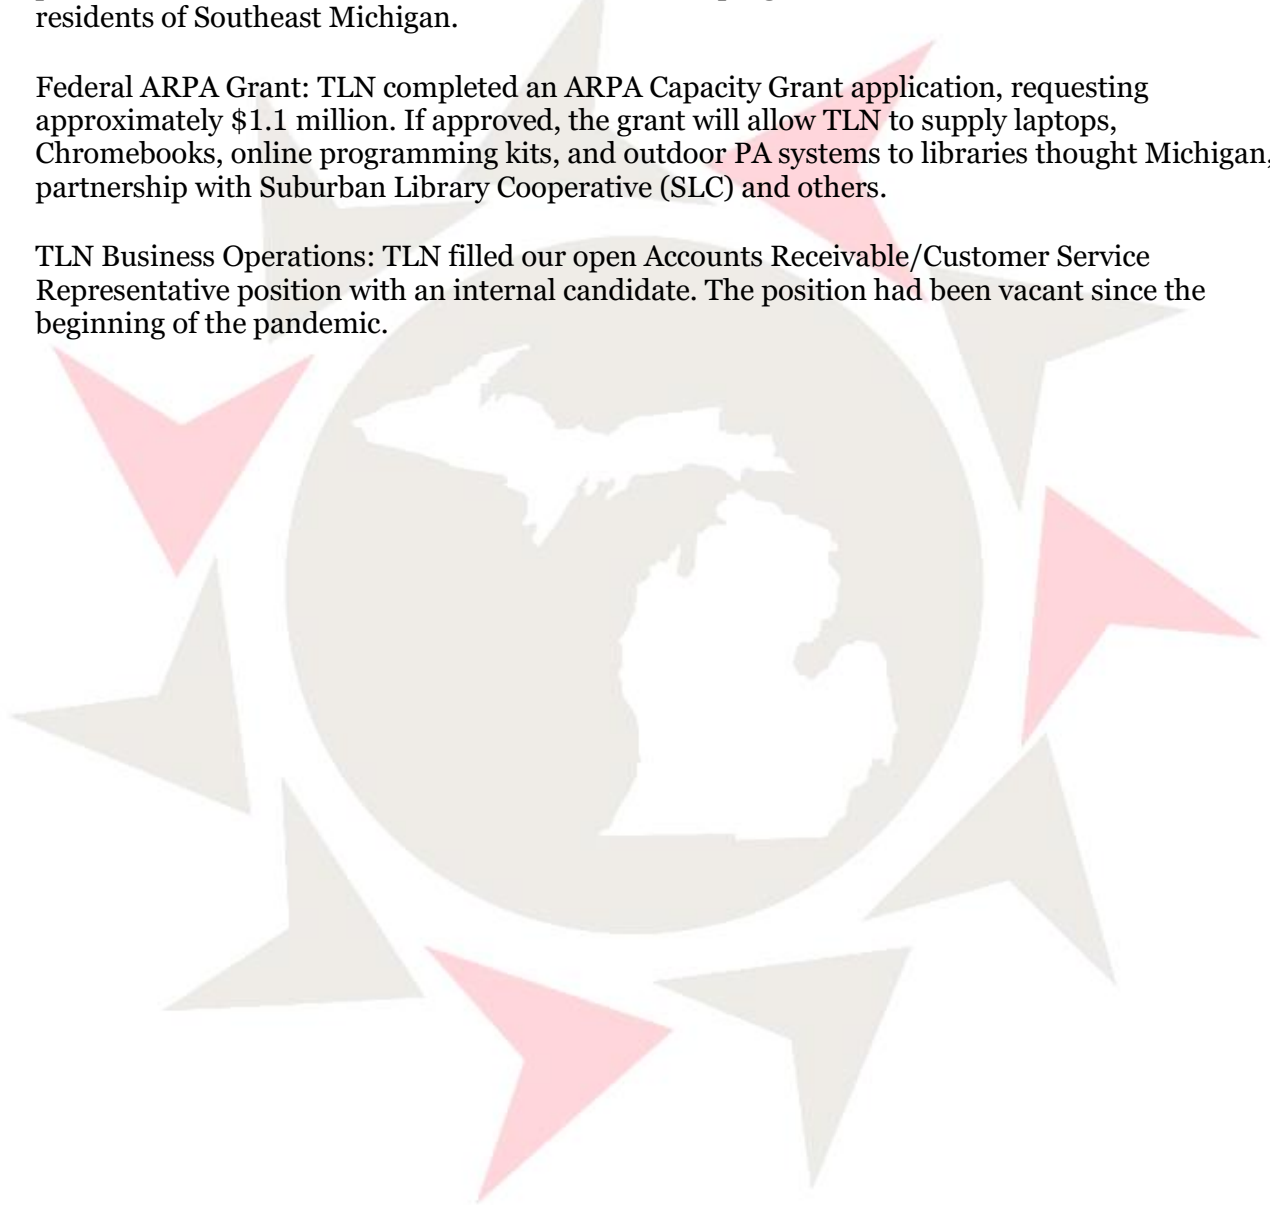 residents of Southeast Michigan.
Federal ARPA Grant: TLN completed an ARPA Capacity Grant application, requesting
approximately $1.1 million. If approved, the grant will allow TLN to supply laptops,
Chromebooks, online programming kits, and outdoor PA systems to libraries thought Michigan,
partnership with Suburban Library Cooperative (SLC) and others.
TLN Business Operations: TLN filled our open Accounts Receivable/Customer Service
Representative position with an internal candidate. The position had been vacant since the
beginning of the pandemic.